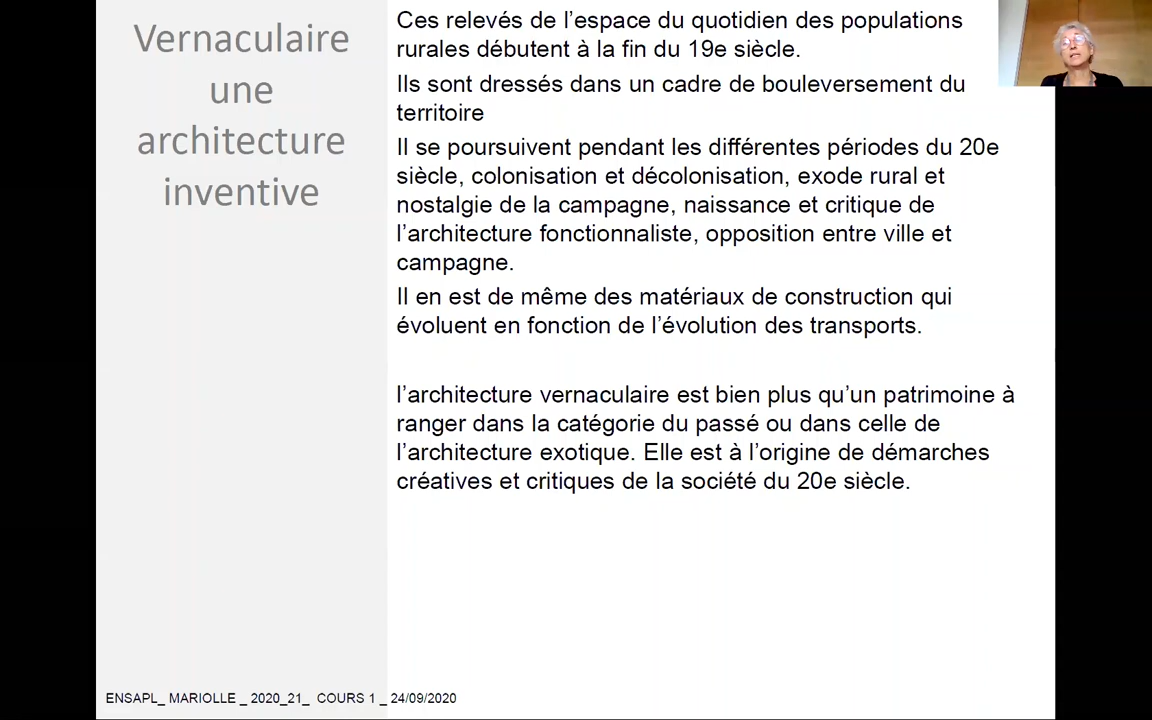 Vernaculaire
une
architecture
inventive
Ces relevés de l’espace du quotidien des populations
rurales débutent à la fin du 19e siècle.
Ils sont dressés dans un cadre de bouleversement du
territoire
Il se poursuivent pendant les différentes périodes du 20e
siècle, colonisation et décolonisation, exode rural et
nostalgie de la campagne, naissance et critique de
l’architecture fonctionnaliste, opposition entre ville et
campagne.
Il en est de même des matériaux de construction qui
évoluent en fonction de l’évolution des transports.
l’architecture vernaculaire est bien plus qu’un patrimoine à
ranger dans la catégorie du passé ou dans celle de
l’architecture exotique. Elle est à l’origine de démarches
créatives et critiques de la société du 20e siècle.
ENSAPL_ MARIOLLE _ 2020_21_ COURS 1 _ 24/09/2020